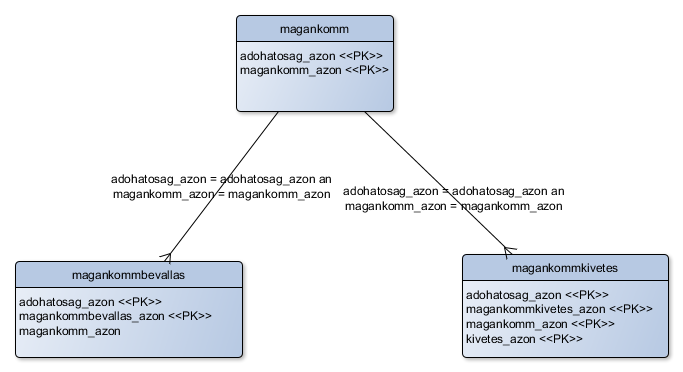 magankomm
adohatosag_azon <<PK>>
magankomm_azon <<PK>>
adohatosag_azon = adohatosag_azon an
magankomm_azon = magankomm_azon
adohatosag_azon = adohatosag_azon an
magankomm_azon = magankomm_azon
magankommbevallas
adohatosag_azon <<PK>>
magankommbevallas_azon <<PK>>
magankomm_azon
magankommkivetes
adohatosag_azon <<PK>>
magankommkivetes_azon <<PK>>
magankomm_azon <<PK>>
kivetes_azon <<PK>>